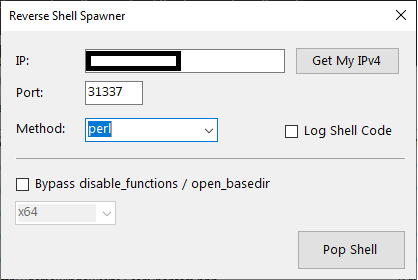 Reverse Shell Spawner
IP:
Get My IPv4
Port:
31337
Method:
perl
Log Shell Code
Bypass disable_functions / open_basedir
x64
Pop Shell